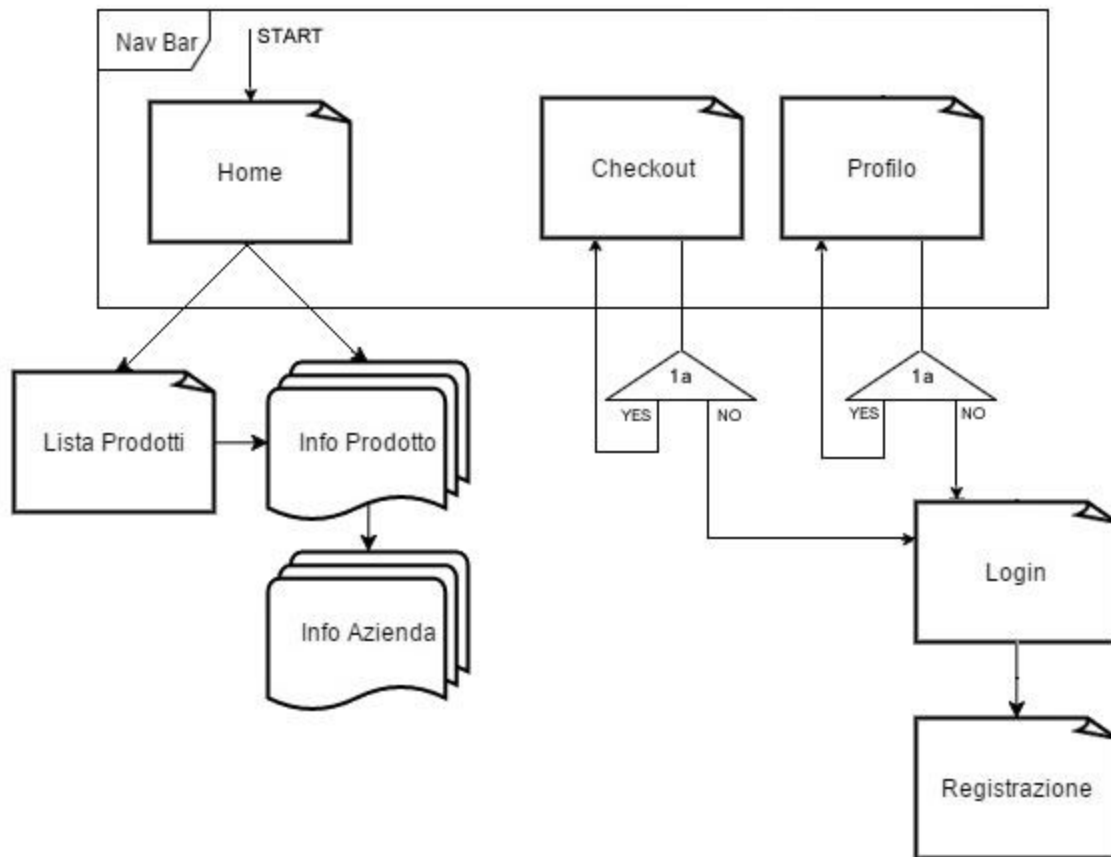 Nav Bar
START
Home
Checkout
Profilo
1a
YES
NO
1a
YES
NO
Lista Prodotti
Info Prodotto
Info Azienda
Login
Registrazione